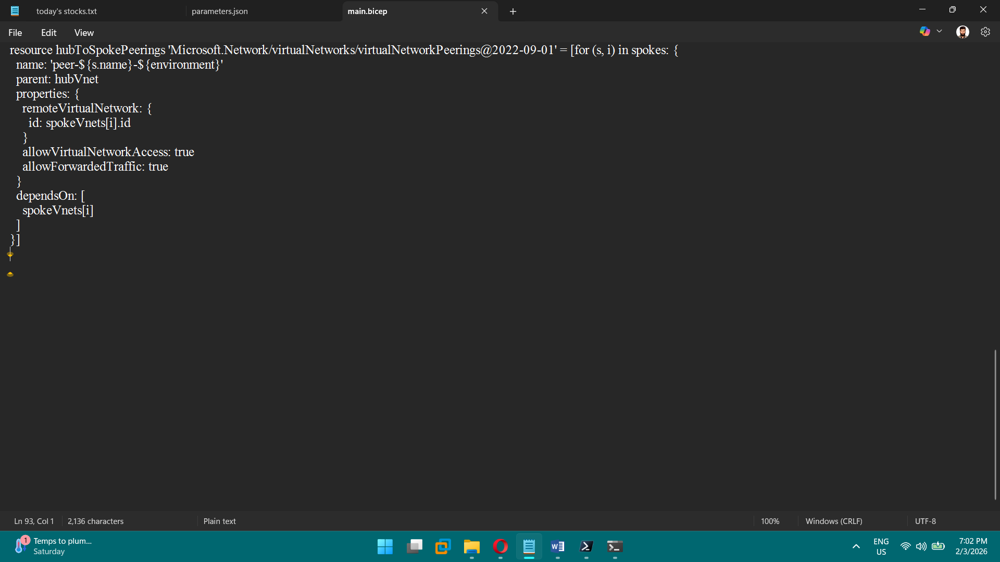 today's stocks.txt
parameters.json
main.bicep
File
Edit
View
resource hubToSpokePeerings 'Microsoft.Network/virtualNetworks/virtualNetworkPeerings@2022-09-01' = [for (s, i) in spokes: {
  name: 'peer-${s.name}-${environment}'
  parent: hubVnet
  properties: {
    remoteVirtualNetwork: {
      id: spokeVnets[i].id
    }
    allowVirtualNetworkAccess: true
    allowForwardedTraffic: true
  }
  dependsOn: [
    spokeVnets[i]
  ]
}]
Ln 93, Col 1
2,136 characters
Plain text
100%
Windows (CRLF)
UTF-8
1
Temps to plum...
Saturday
ENG
US
7:02 PM
2/3/2026